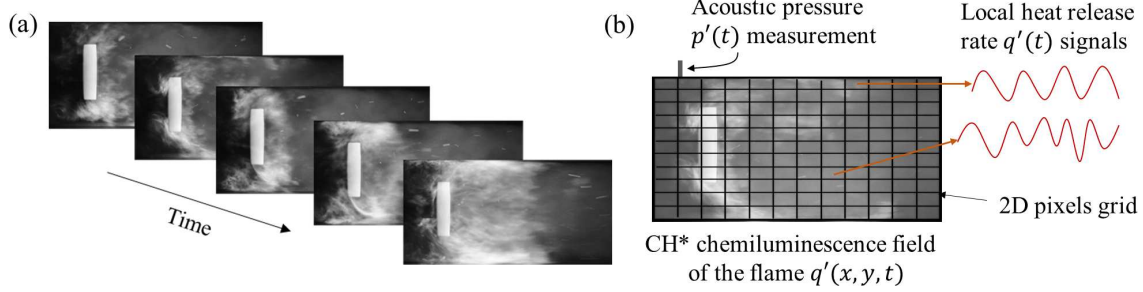 (a)
Time
(b)
Acoustic pressure
p′(t) measurement
Local heat release
rate q′(t) signals
2D pixels grid
CH* chemiluminescence field
of the flame q′(x, y, t)